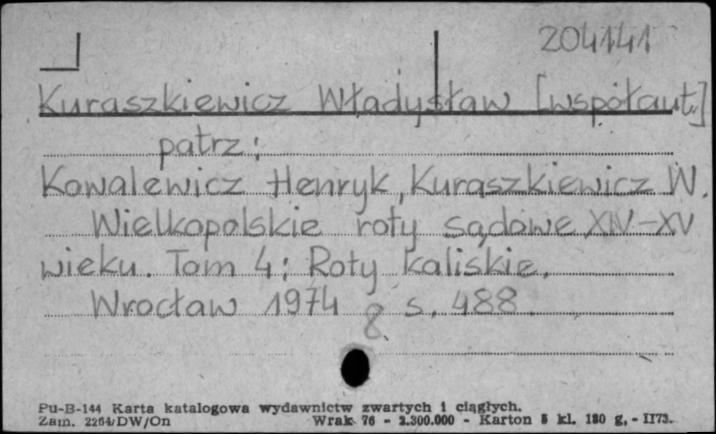 204141
Kuraszkiewicz Władysław [współaut.]
patrz:
Kowalewicz Henryk, Kuraszkiewicz W.
Wielkopolskie roty sądowe XIV-XV
wieku. Tom 4: Roty kaliskie.
Wrocław 1974 8 s. 488.
Pu-B-144 Karta katalogowa wydawnictw zwartych i ciągłych.
Zam. 2264/DW/On Wrak. 76 - 2.300.000 - Karton 5 kl. 180 g. - II73.